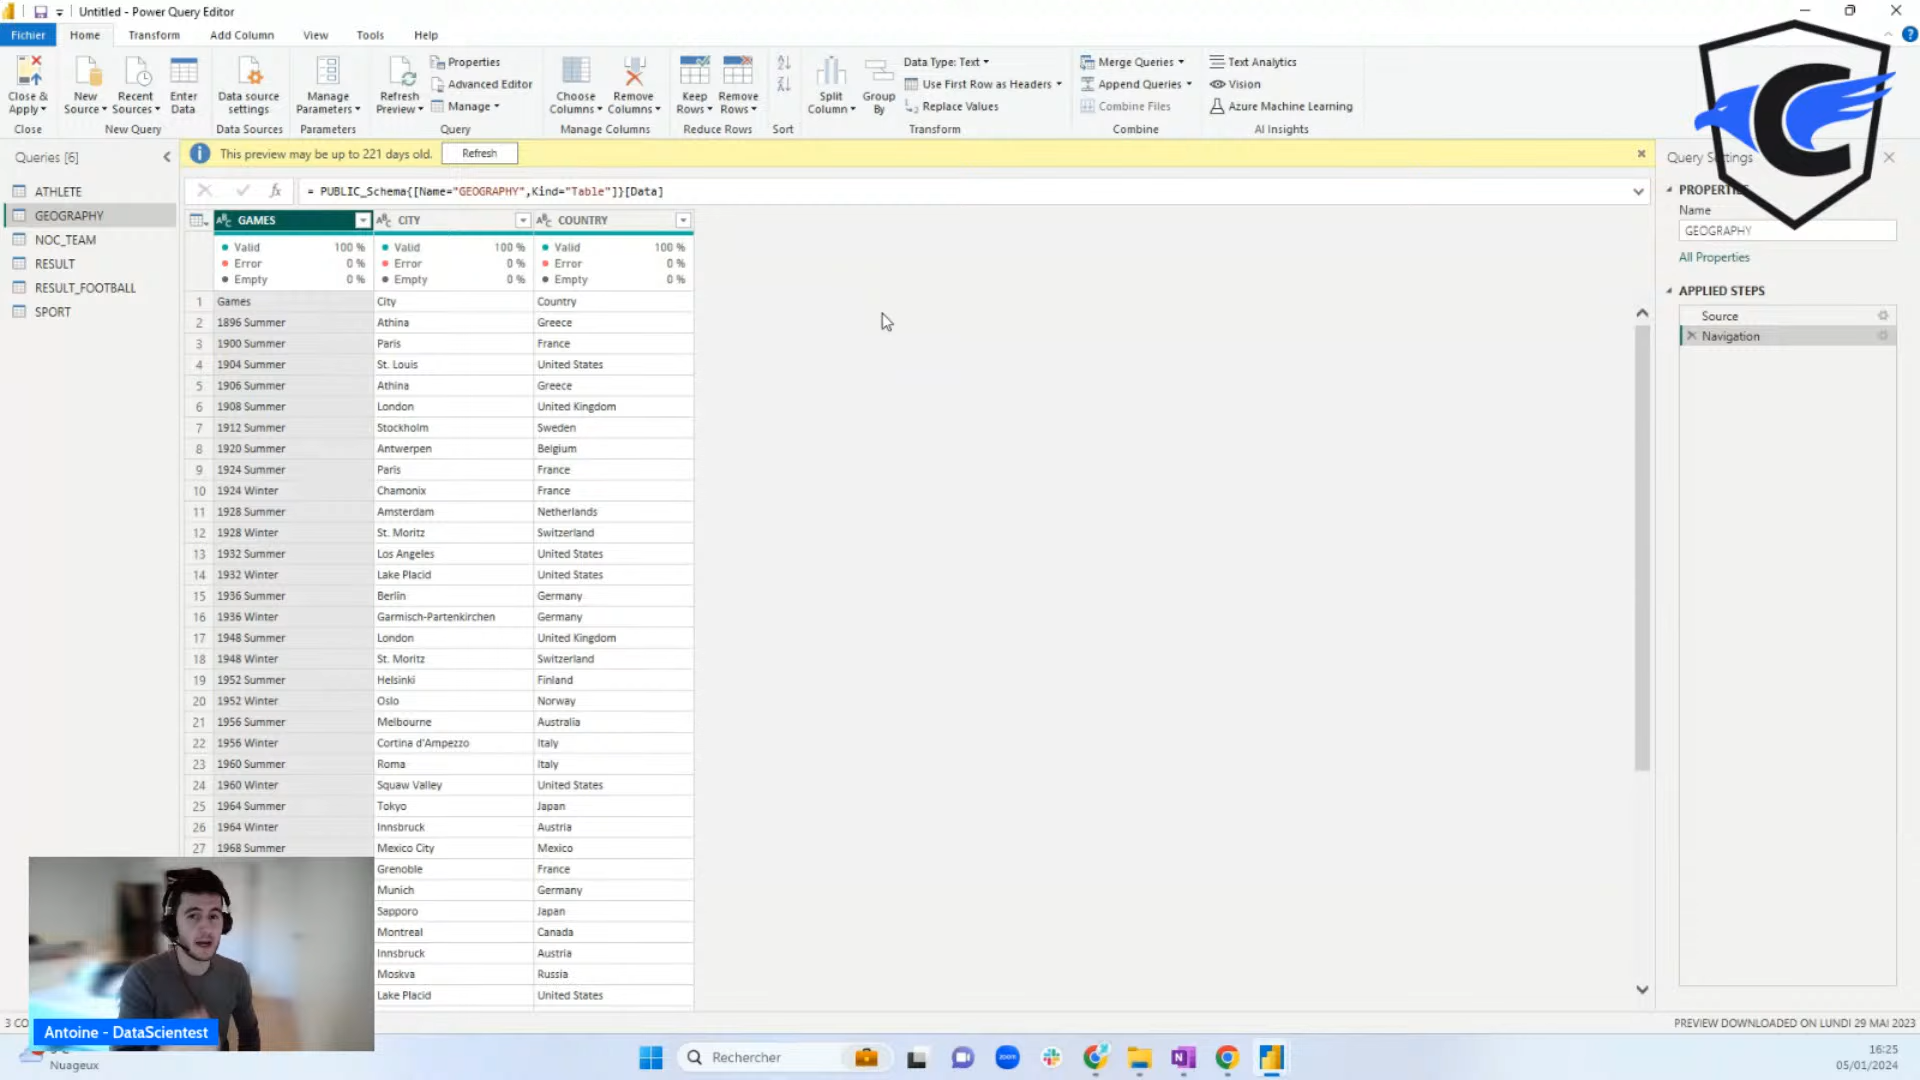 Untitled - Power Query Editor
Fichier Home Transform Add Column View Tools Help
Close & Apply
New Source
Recent Sources
Enter Data
Data source settings
Manage Parameters
Refresh Preview
Properties
Advanced Editor
Manage
Choose Columns
Remove Columns
Keep Rows
Remove Rows
Split Column
Group By
Data Type: Text
Use First Row as Headers
Replace Values
Merge Queries
Append Queries
Combine Files
Text Analytics
Vision
Azure Machine Learning
Close New Query Data Sources Parameters Query Manage Columns Reduce Rows Sort Transform Combine AI Insights
C
Queries [6]
ATHLETE
GEOGRAPHY
NOC_TEAM
RESULT
RESULT_FOOTBALL
SPORT
This preview may be up to 221 days old. Refresh
fx = PUBLIC_Schema{[Name="GEOGRAPHY",Kind="Table"]}[Data]
ABC GAMES ABC CITY ABC COUNTRY
Valid 100 % Valid 100 % Valid 100 %
Error 0 % Error 0 % Error 0 %
Empty 0 % Empty 0 % Empty 0 %
1 Games City Country
2 1896 Summer Athina Greece
3 1900 Summer Paris France
4 1904 Summer St. Louis United States
5 1906 Summer Athina Greece
6 1908 Summer London United Kingdom
7 1912 Summer Stockholm Sweden
8 1920 Summer Antwerpen Belgium
9 1924 Summer Paris France
10 1924 Winter Chamonix France
11 1928 Summer Amsterdam Netherlands
12 1928 Winter St. Moritz Switzerland
13 1932 Summer Los Angeles United States
14 1932 Winter Lake Placid United States
15 1936 Summer Berlin Germany
16 1936 Winter Garmisch-Partenkirchen Germany
17 1948 Summer London United Kingdom
18 1948 Winter St. Moritz Switzerland
19 1952 Summer Helsinki Finland
20 1952 Winter Oslo Norway
21 1956 Summer Melbourne Australia
22 1956 Winter Cortina d'Ampezzo Italy
23 1960 Summer Roma Italy
24 1960 Winter Squaw Valley United States
25 1964 Summer Tokyo Japan
26 1964 Winter Innsbruck Austria
27 1968 Summer Mexico City Mexico
Grenoble France
Munich Germany
Sapporo Japan
Montreal Canada
Innsbruck Austria
Moskva Russia
Lake Placid United States
Query Settings
PROPERTIES
Name
GEOGRAPHY
All Properties
APPLIED STEPS
Source
Navigation
3 CO
PREVIEW DOWNLOADED ON LUNDI 29 MAI 2023
Antoine - DataScientest
Nuageux
Rechercher
zoom
16:25
05/01/2024